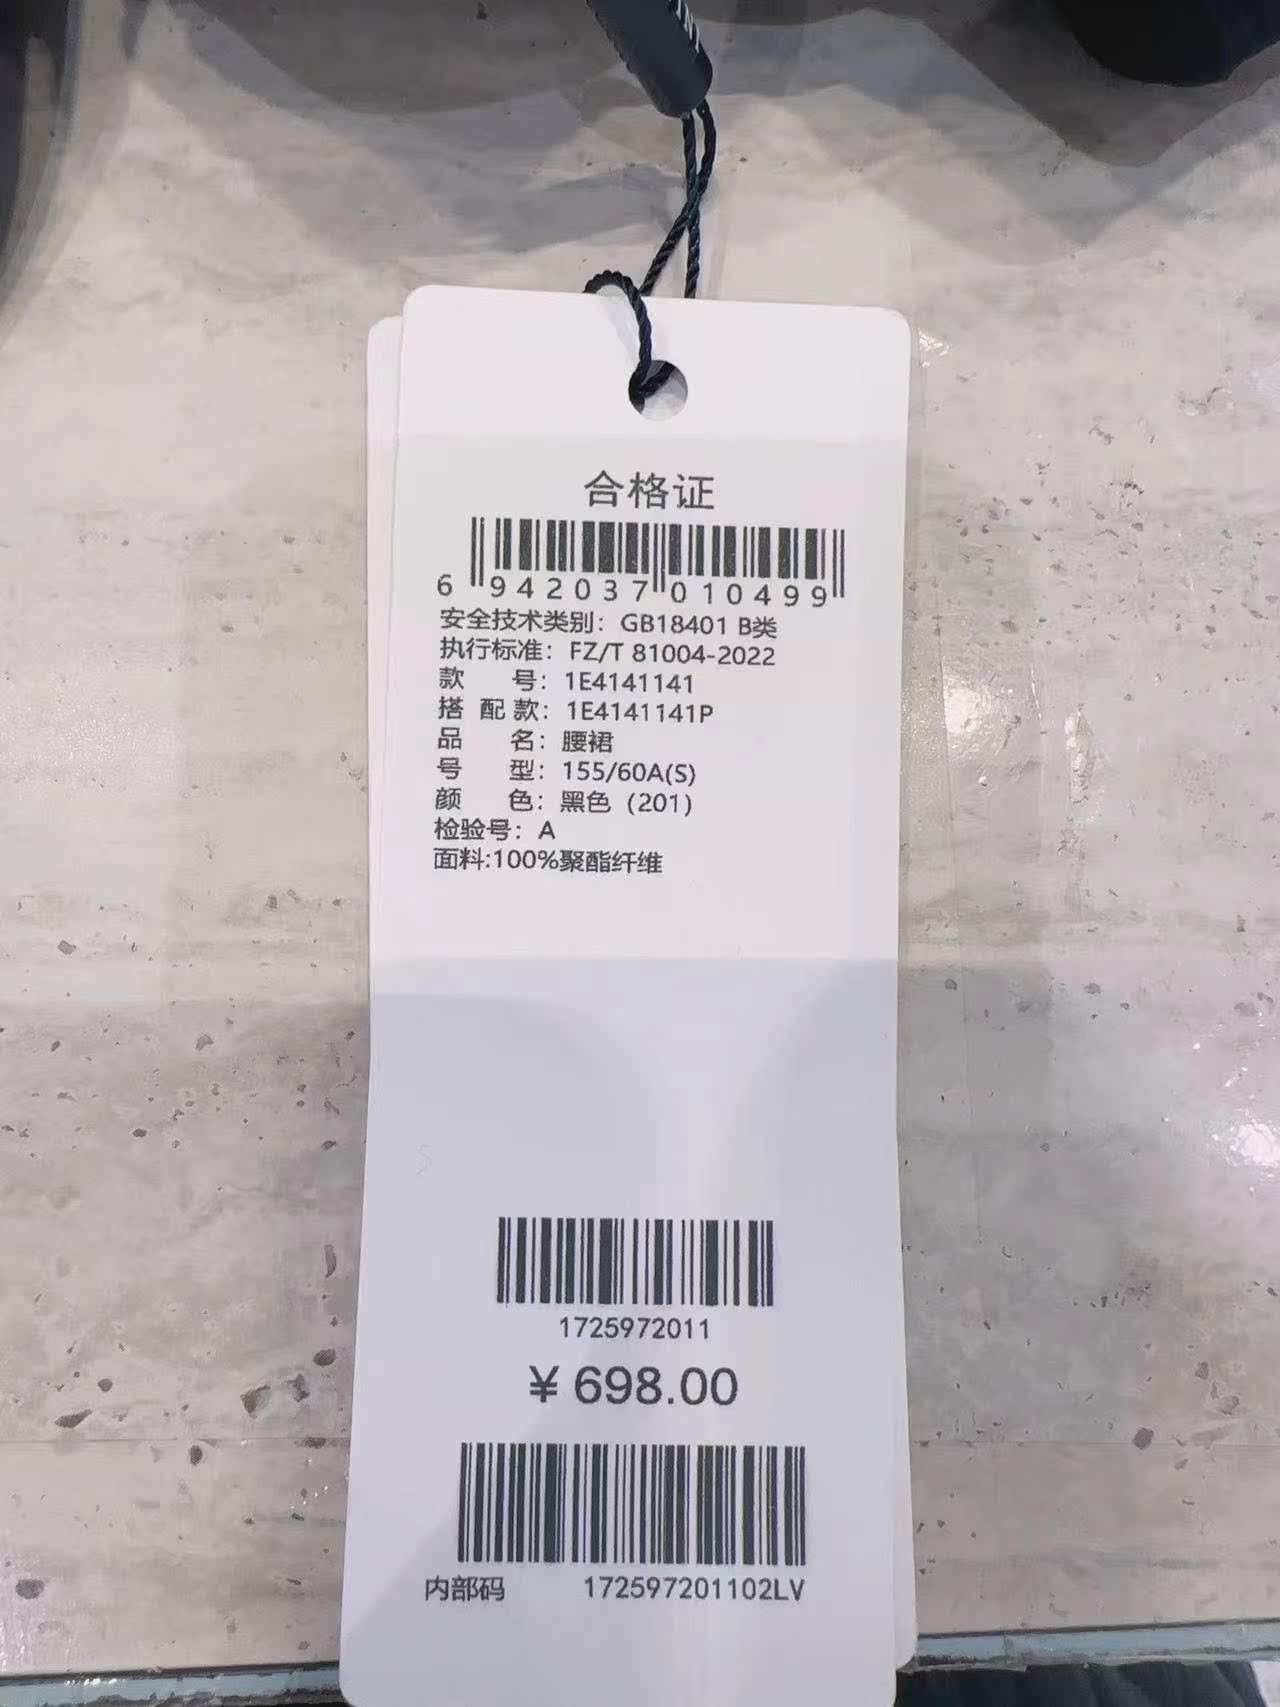 合格证
6 942037 010499
安全技术类别：GB18401 B类
执行标准：FZ/T 81004-2022
款 号：1E4141141
搭 配 款：1E4141141P
品 名：腰裙
号 型：155/60A(S)
颜 色：黑色（201）
检验号：A
面料:100%聚酯纤维
1725972011
¥ 698.00
内部码 172597201102LV